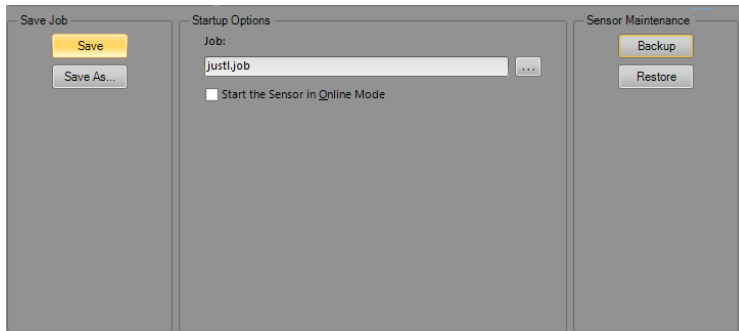 Save Job
Save
Save As...
Startup Options
Job:
justl.job
...
Start the Sensor in Online Mode
Sensor Maintenance
Backup
Restore